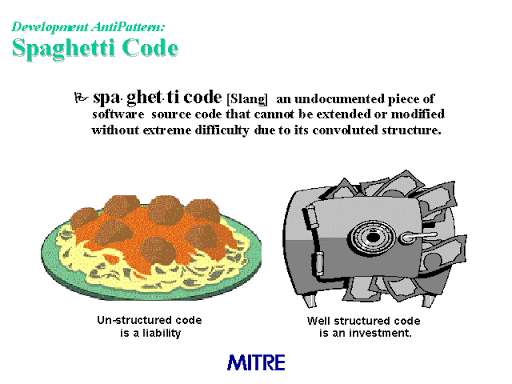 Development AntiPattern:
Spaghetti Code
spa· ghet· ti code [Slang] an undocumented piece of
software source code that cannot be extended or modified
without extreme difficulty due to its convoluted structure.
Un-structured code
is a liability
Well structured code
is an investment.
MITRE